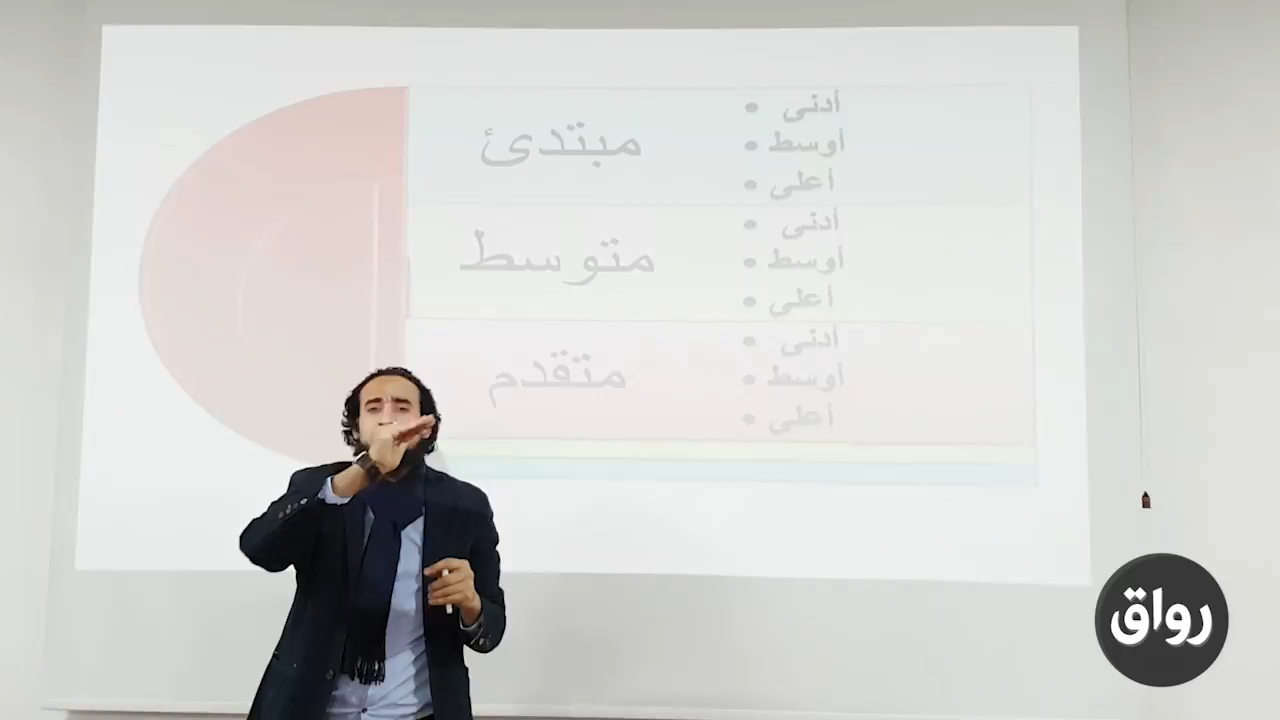 مبتدئ
• أدنى
• أوسط
• أعلى
متوسط
• أدنى
• أوسط
• أعلى
متقدم
• أدنى
• أوسط
• أعلى
رواق